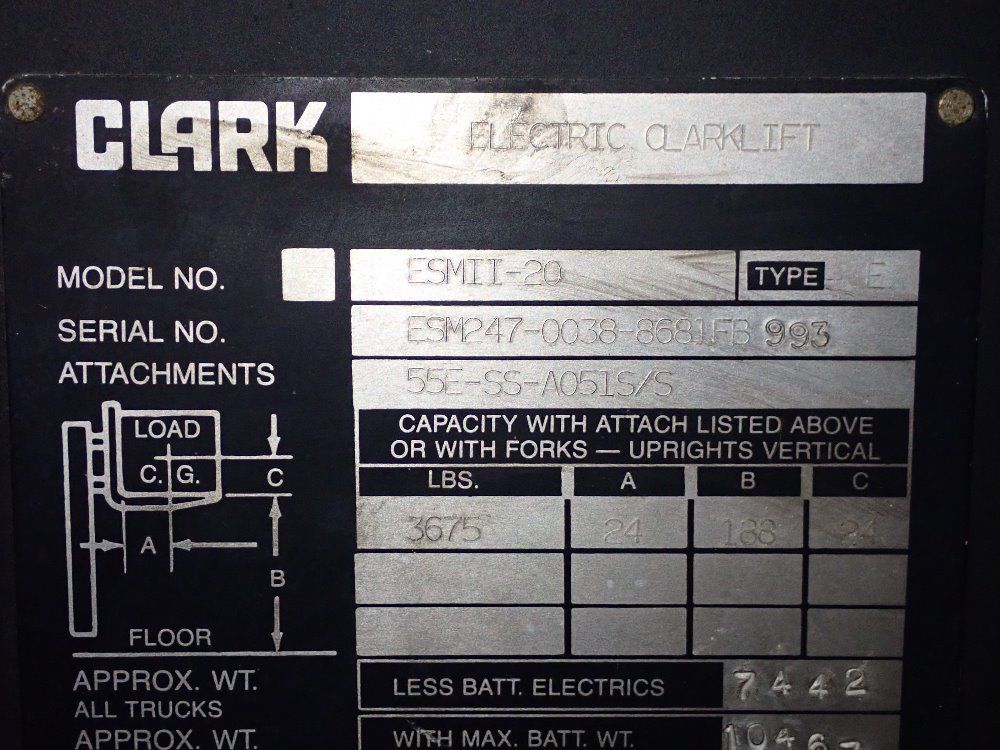 CLARK ELECTRIC CLARKLIFT
MODEL NO. ESMII-20 TYPE E
SERIAL NO. ESM247-0038-8681FB 993
ATTACHMENTS 55E-SS-A051S/S
CAPACITY WITH ATTACH LISTED ABOVE
OR WITH FORKS — UPRIGHTS VERTICAL
LBS. A B C
3675 24 188 24
LOAD
C. G.
C
A
B
FLOOR
APPROX. WT. LESS BATT. ELECTRICS 7442
ALL TRUCKS
APPROX. WT. WITH MAX. BATT. WT.